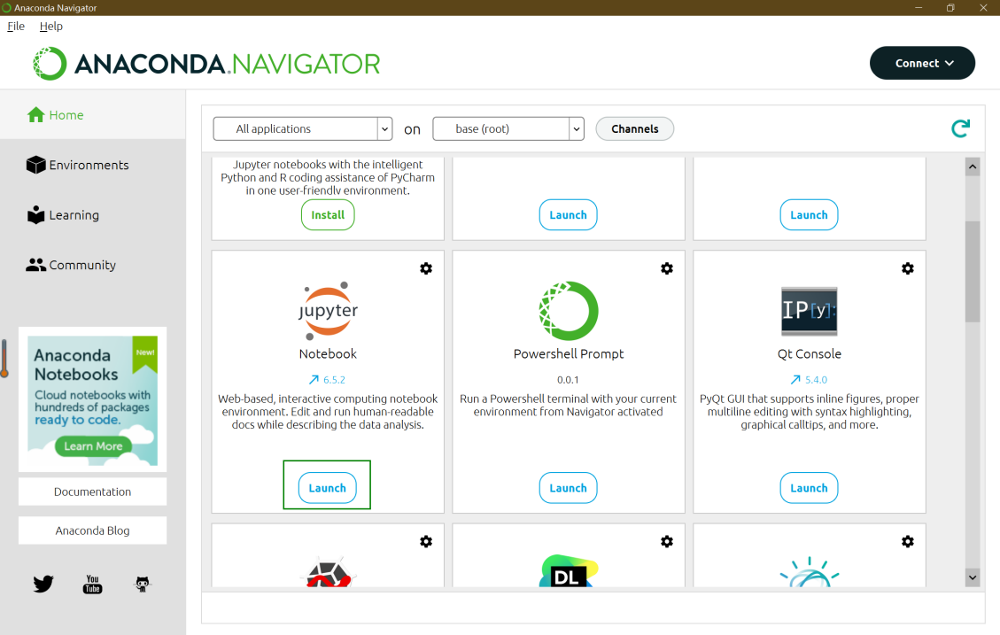 Anaconda Navigator
File Help
ANACONDA.NAVIGATOR
Connect
Home
Environments
Learning
Community
Anaconda
Notebooks
New!
Cloud notebooks with
hundreds of packages
ready to code.
Learn More
Documentation
Anaconda Blog
You
Tube
All applications on base (root) Channels
Jupyter notebooks with the intelligent
Python and R coding assistance of PyCharm
in one user-friendly environment.
Install
Launch
Launch
jupyter
Notebook
6.5.2
Web-based, interactive computing notebook
environment. Edit and run human-readable
docs while describing the data analysis.
Launch
Powershell Prompt
0.0.1
Run a Powershell terminal with your current
environment from Navigator activated
Launch
IP[y]:
Qt Console
5.4.0
PyQt GUI that supports inline figures, proper
multiline editing with syntax highlighting,
graphical calltips, and more.
Launch
DL